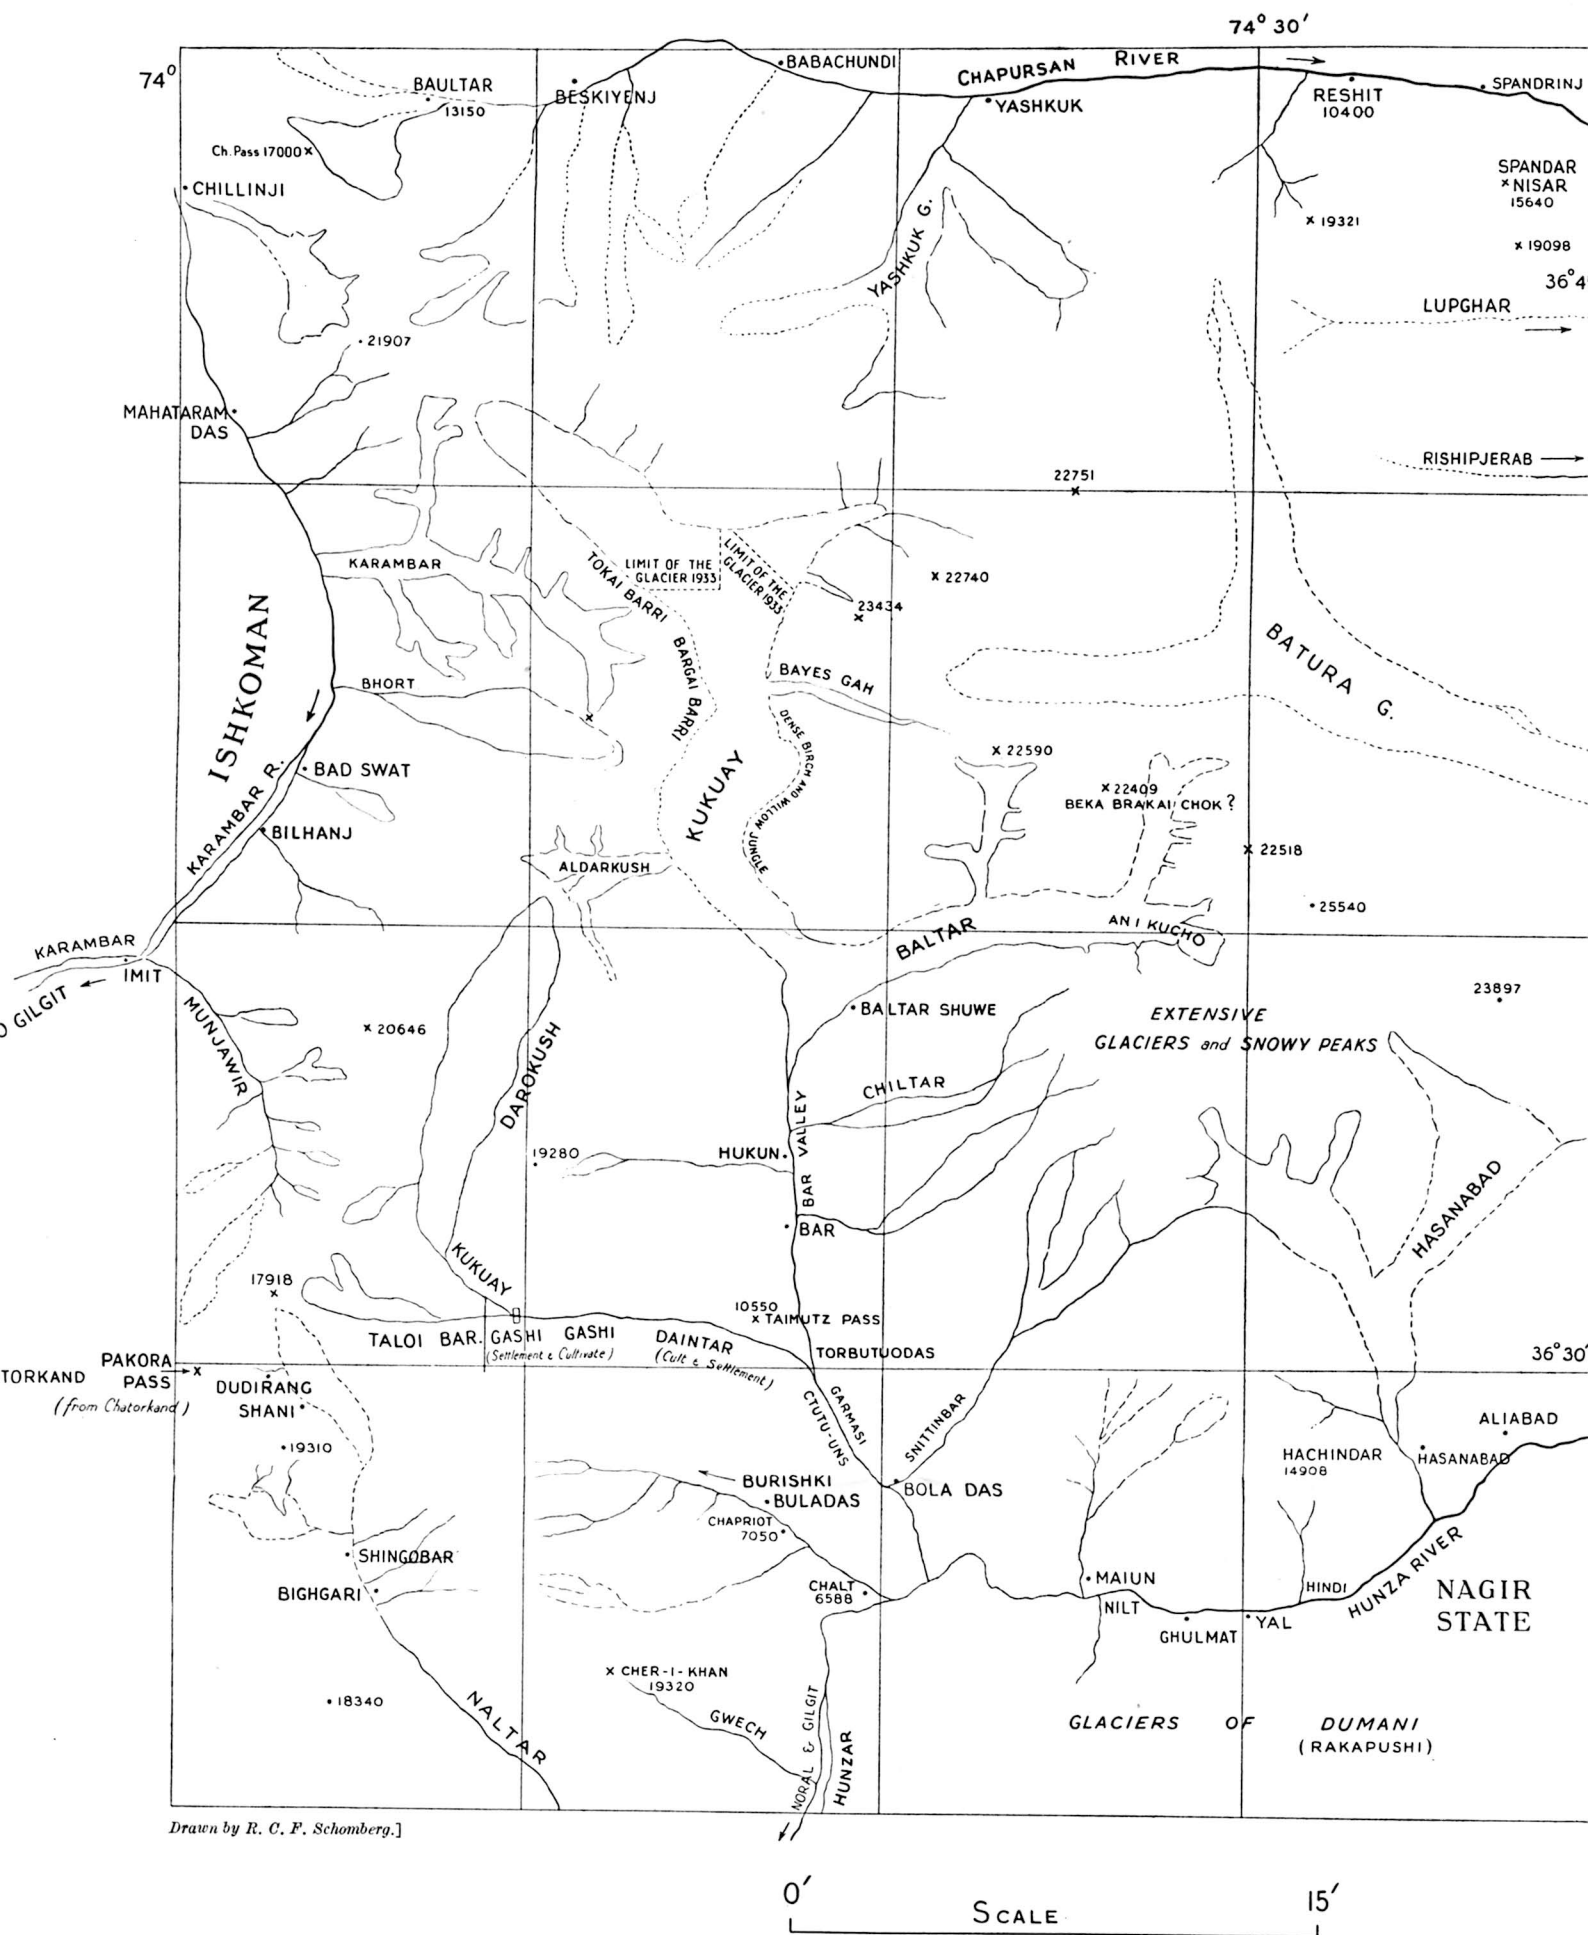 74° 30′
74°
BAULTAR
13150
BESKIYENJ
BABACHUNDI
CHAPURSAN RIVER
YASHKUK
RESHIT
10400
SPANDRINJ
Ch. Pass 17000
CHILLINJI
SPANDAR
NISAR
15640
19321
19098
YASHKUK G.
36° 4
LUPGHAR
21907
MAHATARAM
DAS
RISHIPJERAB
22751
KARAMBAR
TOKAI BARRI
LIMIT OF THE
GLACIER 1933
LIMIT OF THE
GLACIER 1933
22740
23434
ISHKOMAN
BARGAI BARRI
BAYES GAH
BATURA G.
BHORT
DENSE BIRCH AND WILLOW JUNGLE
KUKUAY
22590
BAD SWAT
22409
BEKA BRAKAI CHOK?
KARAMBAR R.
BILHANJ
22518
ALDARKUSH
25540
BALTAR
ANI KUCHO
KARAMBAR
IMIT
O GILGIT
MUNJAWIR
20646
BALTAR SHUWE
23897
EXTENSIVE
GLACIERS and SNOWY PEAKS
DAROKUSH
CHILTAR
HUKUN
BAR VALLEY
19280
BAR
HASANABAD
KUKUAY
17918
10550
TAIMUTZ PASS
TALOI BAR. GASHI GASHI DAINTAR
(Settlement & Cultivate)
(Cult & Settlement)
TORBUTUODAS
36° 30′
TORKAND PAKORA
PASS
(from Chatorkand)
DUDIRANG
SHANI
GARMASI
CTUTU-UNS
SNITTINBAR
ALIABAD
19310
HACHINDAR
14908
HASANABAD
BURISHKI
BULADAS
BOLA DAS
CHAPRIOT
7050
SHINGOBAR
BIGHGARI
CHALT
6588
MAIUN
NILT
HINDI
HUNZA RIVER
NAGIR
STATE
GHULMAT
YAL
CHER-I-KHAN
19320
18340
NALTAR
GWECH
NORAL & GILGIT
HUNZAR
GLACIERS OF DUMANI
(RAKAPUSHI)
Drawn by R. C. F. Schomberg.]
0′ 15′
SCALE